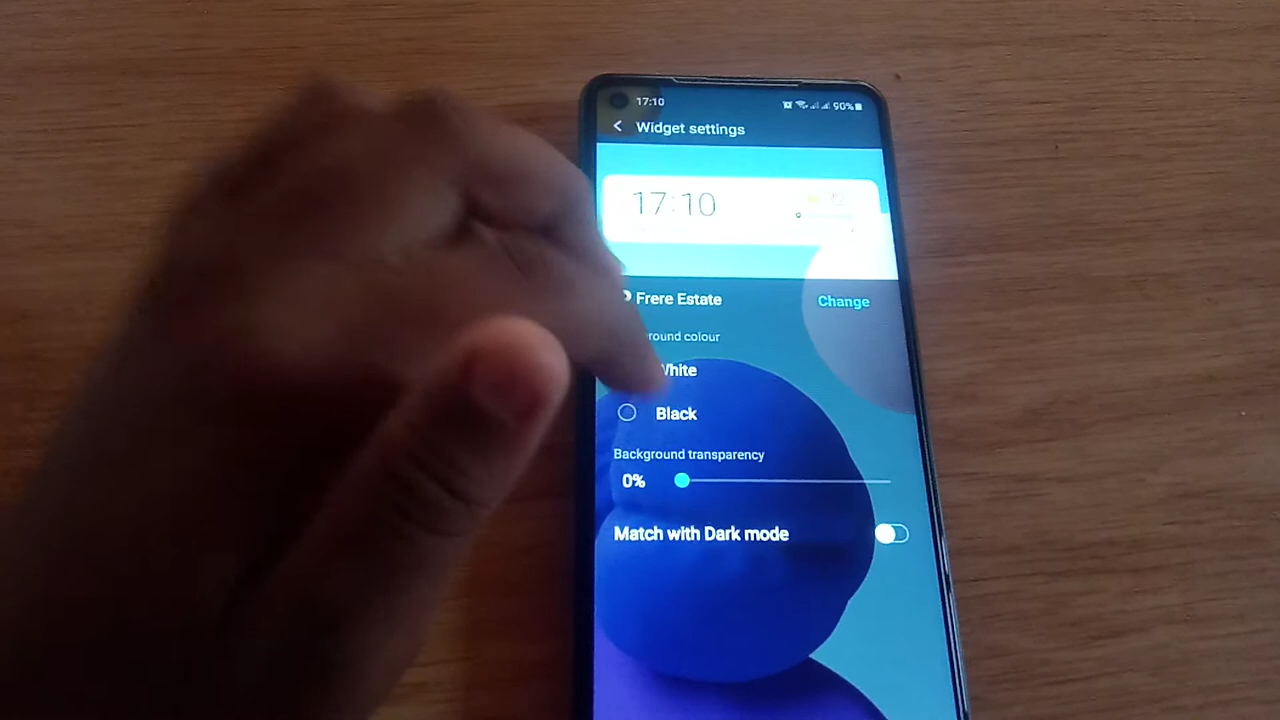 17:10 90%
Widget settings
17:10
Frere Estate Change
round colour
White
Black
Background transparency
0%
Match with Dark mode